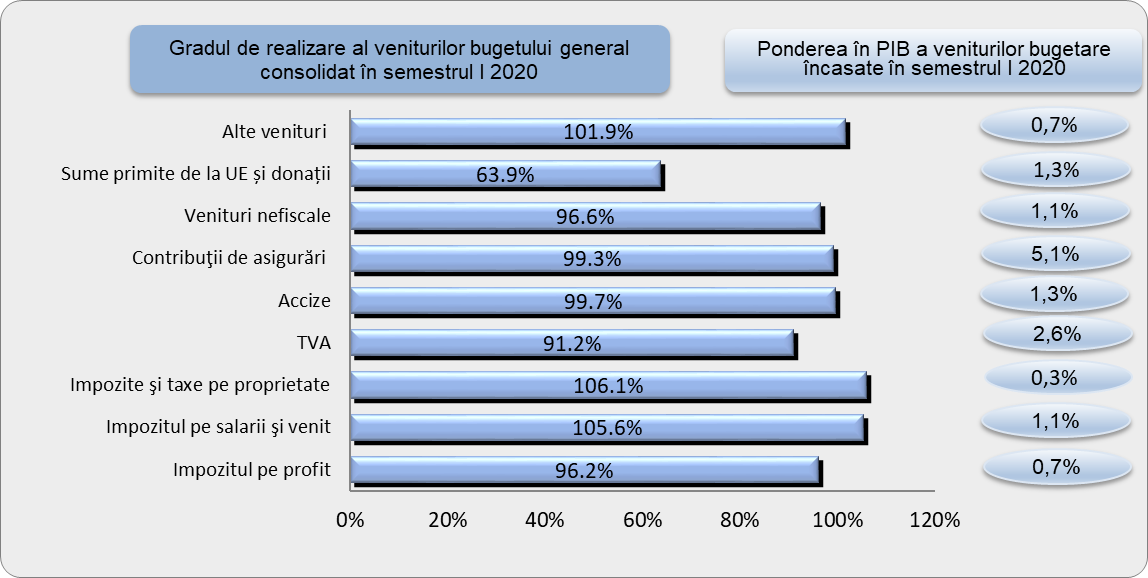 Gradul de realizare al veniturilor bugetului general
consolidat în semestrul I 2020
Ponderea în PIB a veniturilor bugetare
încasate în semestrul I 2020
Alte venituri 101.9% 0,7%
Sume primite de la UE și donații 63.9% 1,3%
Venituri nefiscale 96.6% 1,1%
Contribuţii de asigurări 99.3% 5,1%
Accize 99.7% 1,3%
TVA 91.2% 2,6%
Impozite şi taxe pe proprietate 106.1% 0,3%
Impozitul pe salarii şi venit 105.6% 1,1%
Impozitul pe profit 96.2% 0,7%
0% 20% 40% 60% 80% 100% 120%